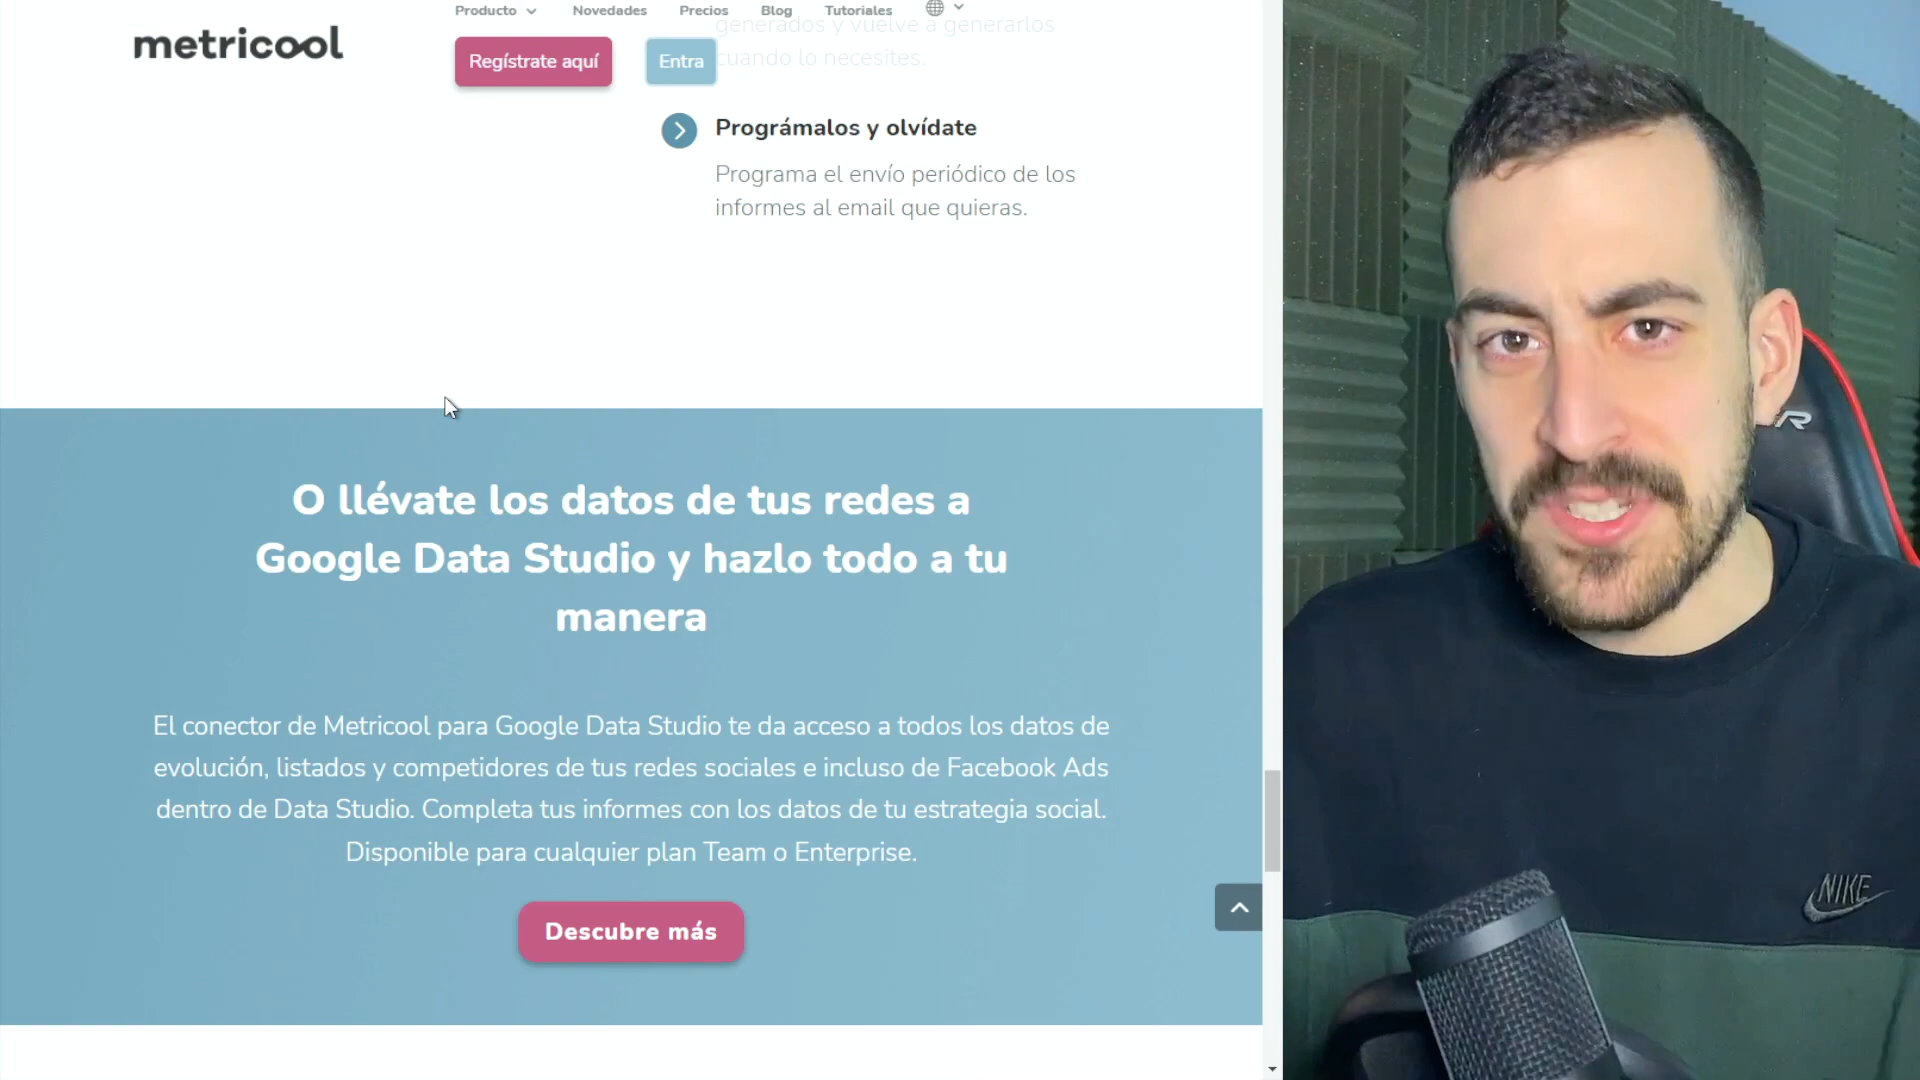 Producto Novedades Precios Blog Tutoriales
metricool
Regístrate aquí Entra
generados y vuelve a generarlos
cuando lo necesites.
Prográmalos y olvídate
Programa el envío periódico de los
informes al email que quieras.
O llévate los datos de tus redes a
Google Data Studio y hazlo todo a tu
manera
El conector de Metricool para Google Data Studio te da acceso a todos los datos de
evolución, listados y competidores de tus redes sociales e incluso de Facebook Ads
dentro de Data Studio. Completa tus informes con los datos de tu estrategia social.
Disponible para cualquier plan Team o Enterprise.
Descubre más
R
NIKE